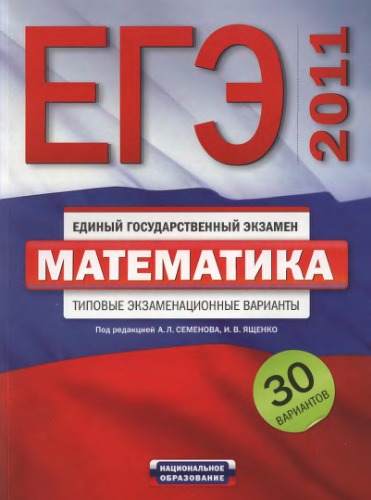 ЕГЭ
2011
ЕДИНЫЙ ГОСУДАРСТВЕННЫЙ ЭКЗАМЕН
МАТЕМАТИКА
ТИПОВЫЕ ЭКЗАМЕНАЦИОННЫЕ ВАРИАНТЫ
Под редакцией А.Л. СЕМЕНОВА, И.В. ЯЩЕНКО
30
ВАРИАНТОВ
НАЦИОНАЛЬНОЕ
ОБРАЗОВАНИЕ